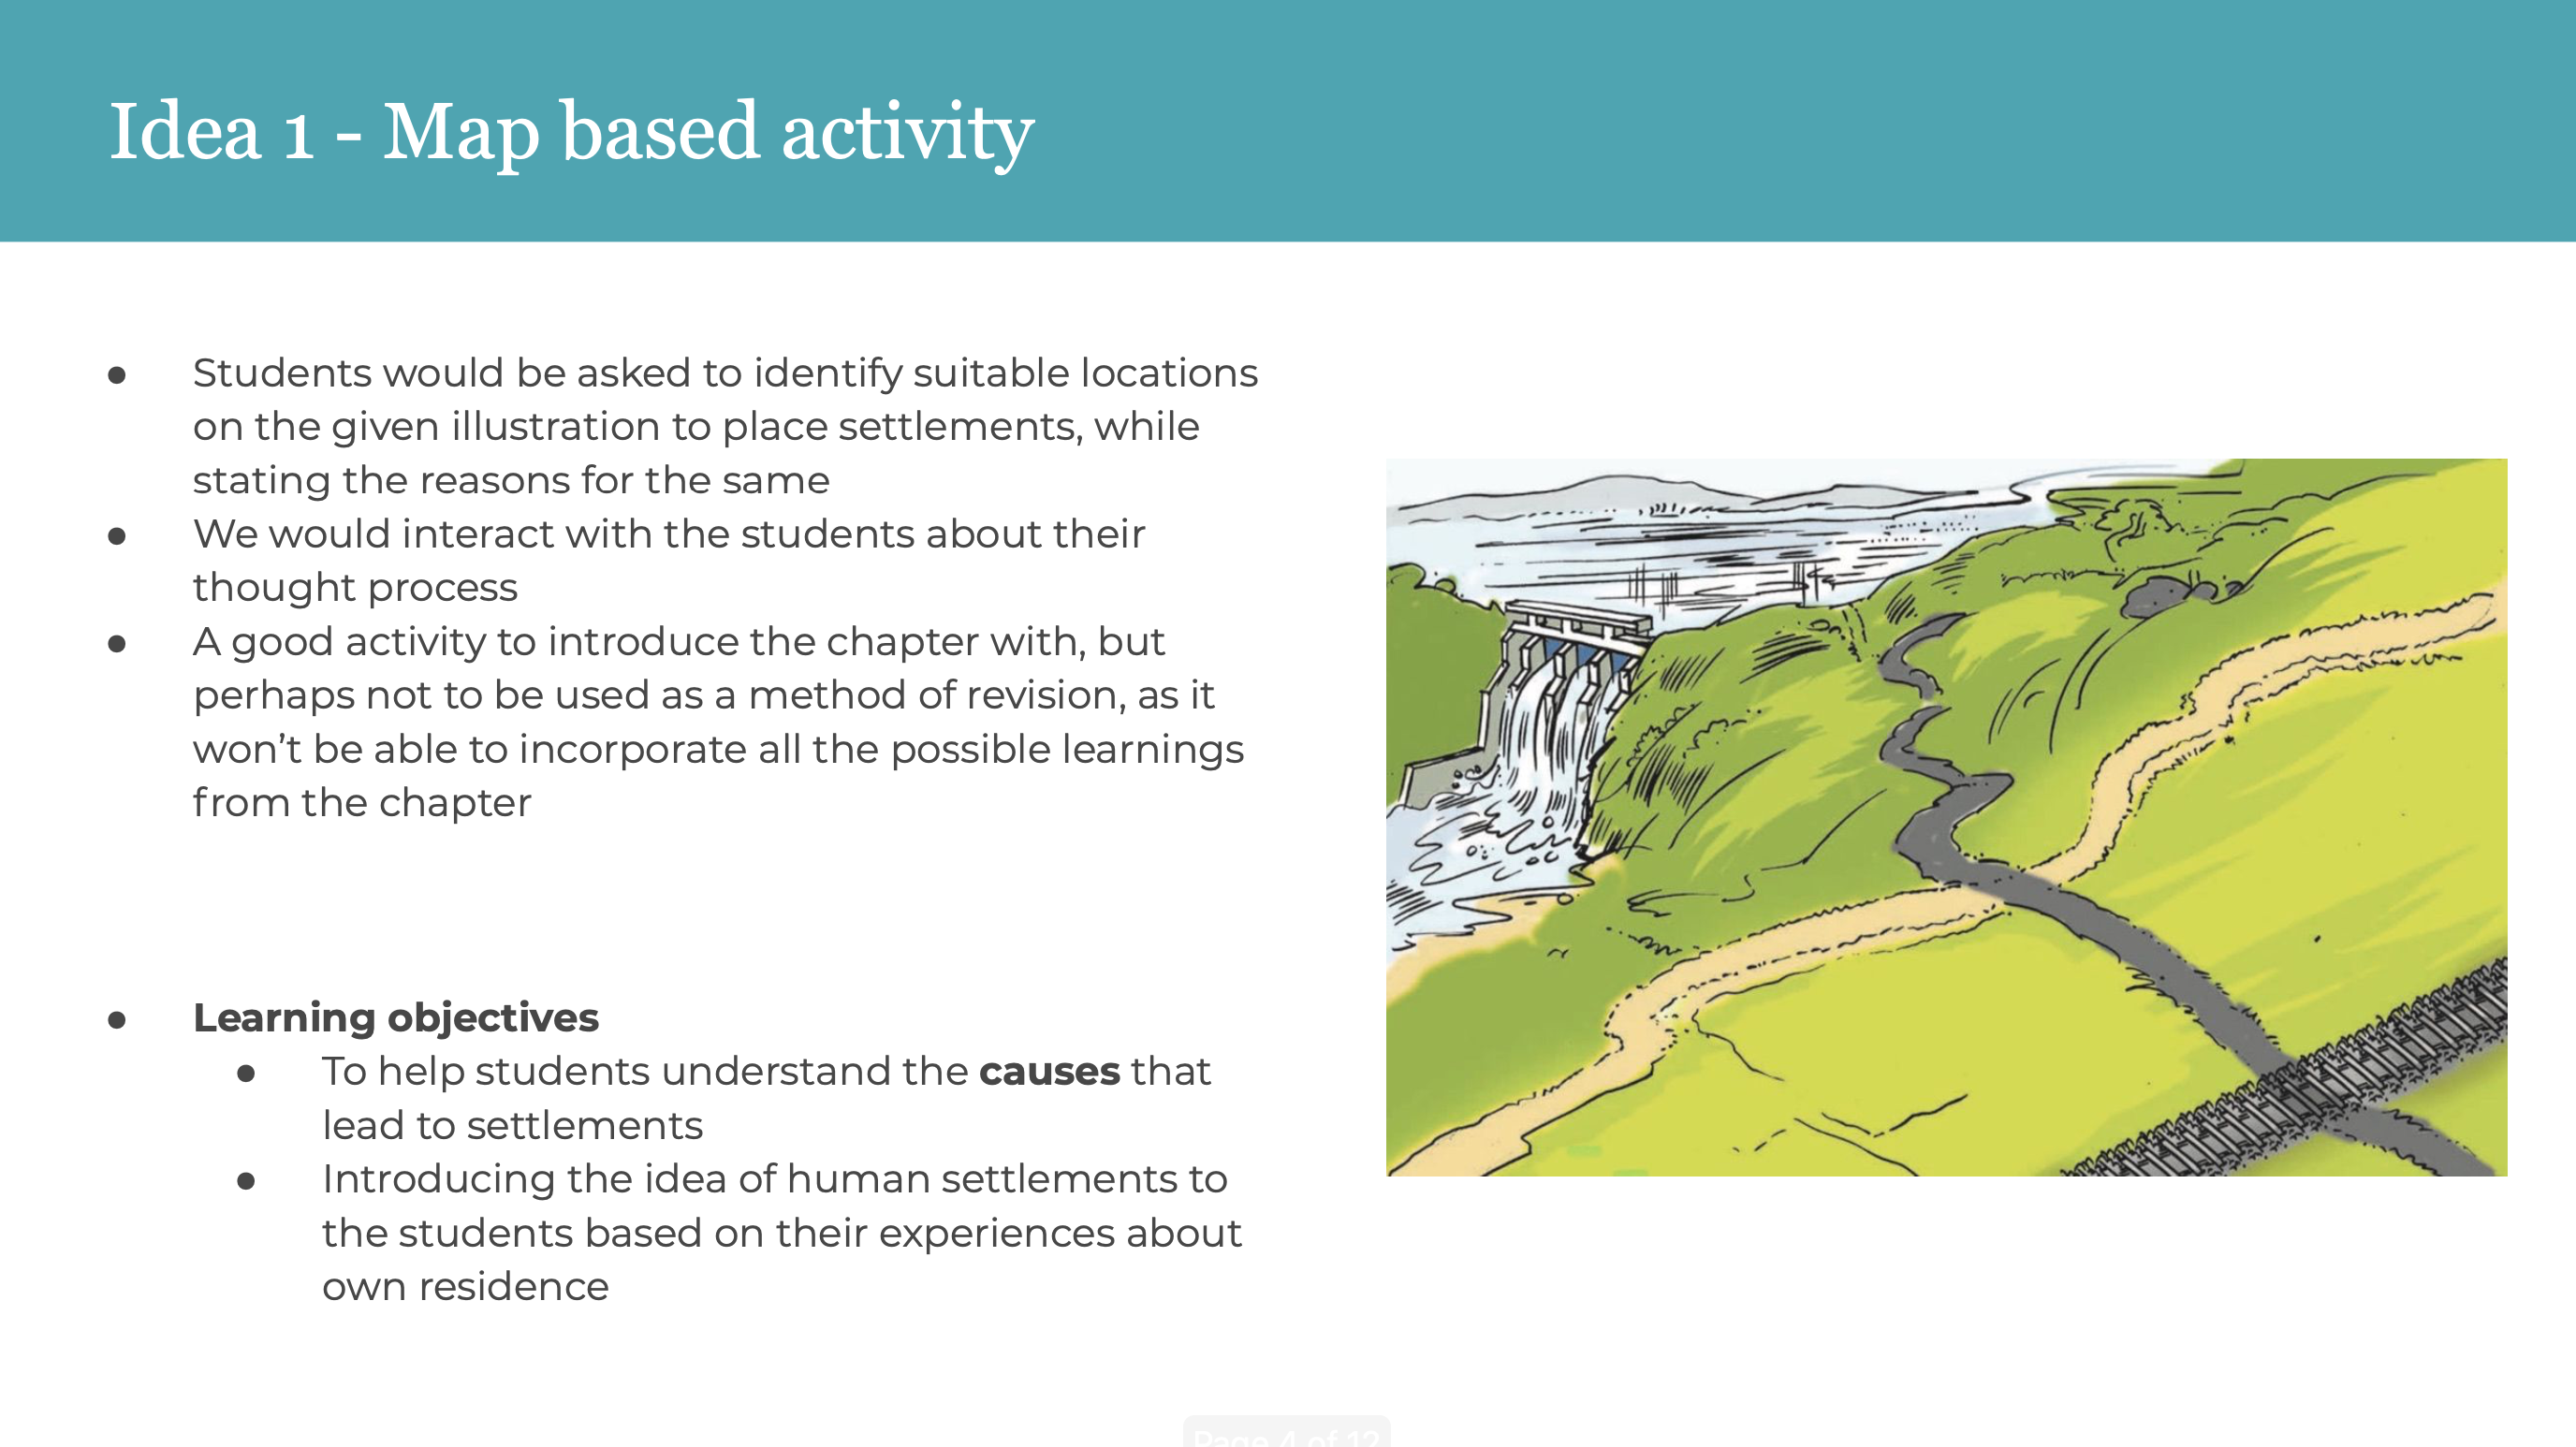 Idea 1 - Map based activity
● Students would be asked to identify suitable locations
on the given illustration to place settlements, while
stating the reasons for the same
● We would interact with the students about their
thought process
● A good activity to introduce the chapter with, but
perhaps not to be used as a method of revision, as it
won’t be able to incorporate all the possible learnings
from the chapter
● Learning objectives
● To help students understand the causes that
lead to settlements
● Introducing the idea of human settlements to
the students based on their experiences about
own residence
Page 4 of 12